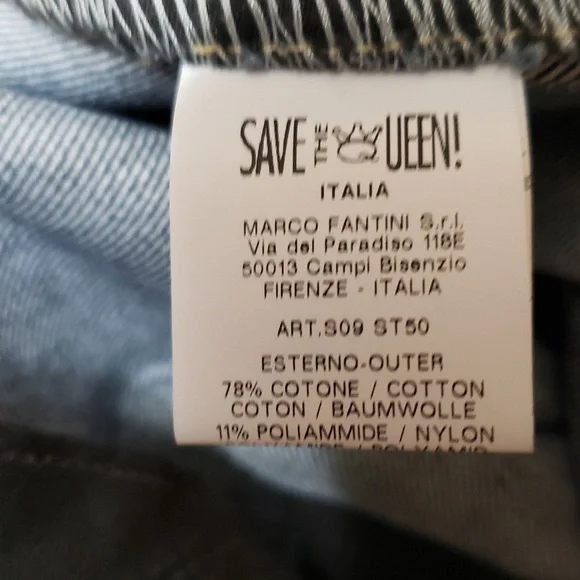 SAVE THE QUEEN!
ITALIA
MARCO FANTINI S.r.l.
Via del Paradiso 118E
50013 Campi Bisenzio
FIRENZE - ITALIA
ART.S09 ST50
ESTERNO-OUTER
78% COTONE / COTTON
COTON / BAUMWOLLE
11% POLIAMMIDE / NYLON